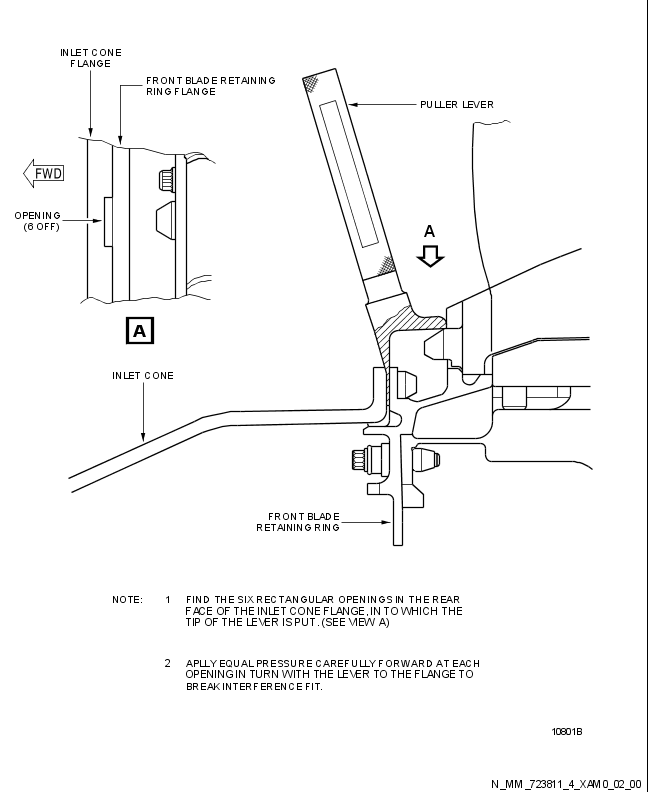 INLET CONE
FLANGE
FRONT BLADE RETAINING
RING FLANGE
PULLER LEVER
FWD
OPENING
(6 OFF)
A
A
INLET CONE
FRONT BLADE
RETAINING RING
NOTE: 1 FIND THE SIX RECTANGULAR OPENINGS IN THE REAR
FACE OF THE INLET CONE FLANGE, IN TO WHICH THE
TIP OF THE LEVER IS PUT. (SEE VIEW A)
2 APLLY EQUAL PRESSURE CAREFULLY FORWARD AT EACH
OPENING IN TURN WITH THE LEVER TO THE FLANGE TO
BREAK INTERFERENCE FIT.
10801B
N_MM_723811_4_XAM0_02_00